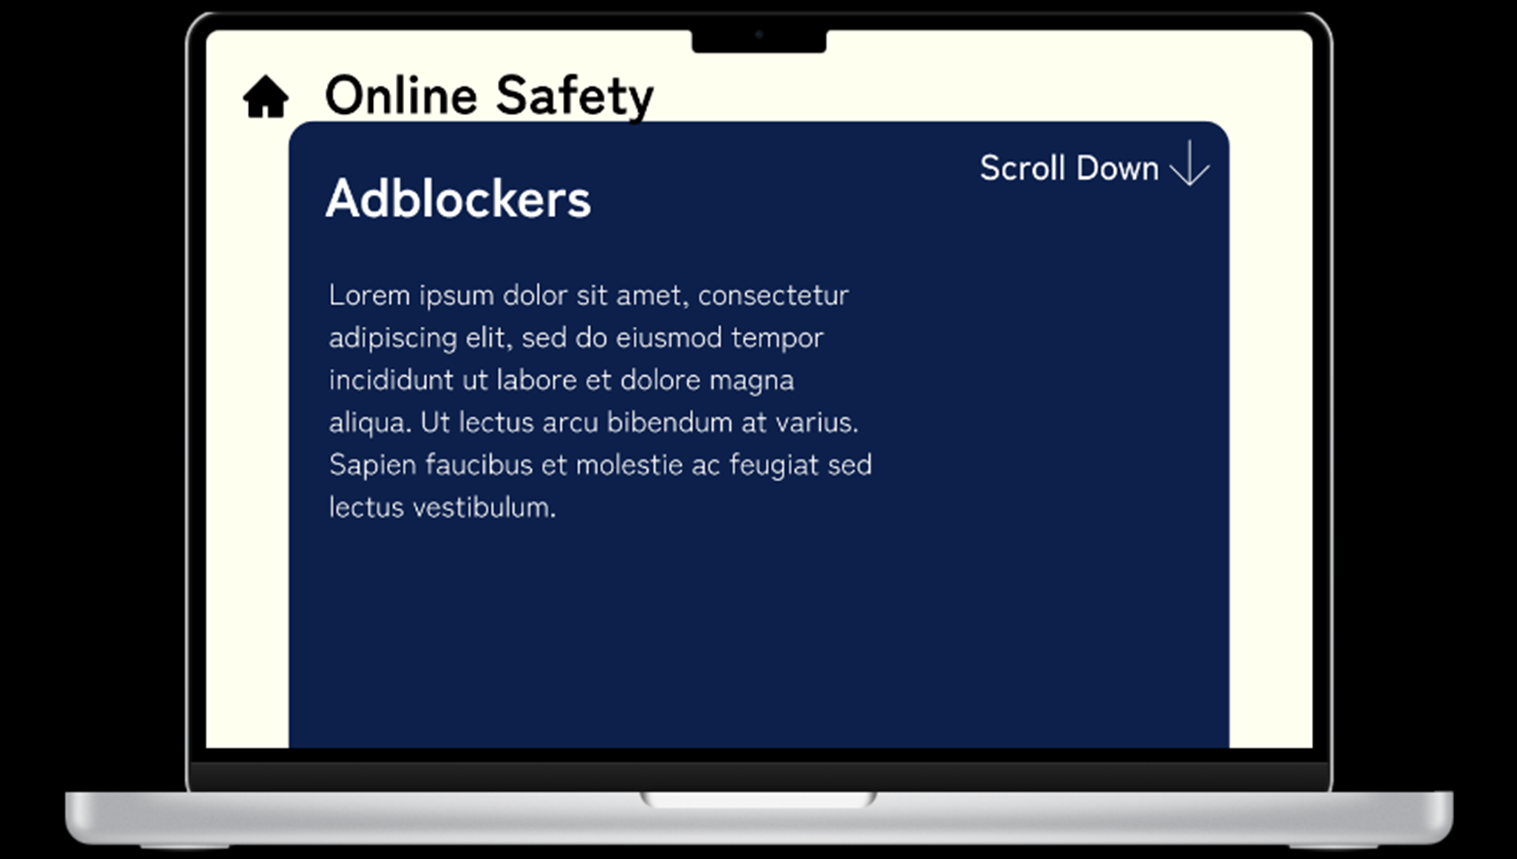 Online Safety
Scroll Down
Adblockers
Lorem ipsum dolor sit amet, consectetur
adipiscing elit, sed do eiusmod tempor
incididunt ut labore et dolore magna
aliqua. Ut lectus arcu bibendum at varius.
Sapien faucibus et molestie ac feugiat sed
lectus vestibulum.